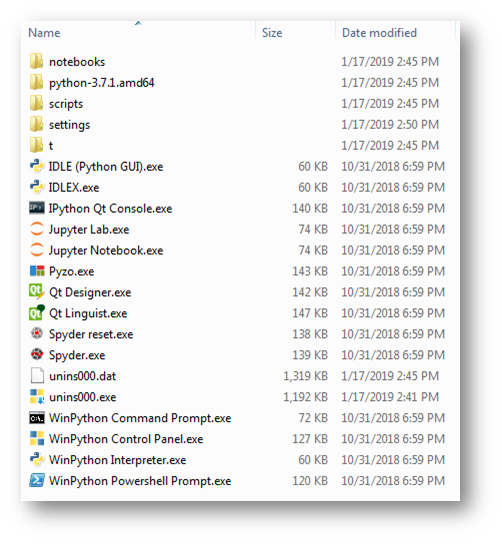 Name Size Date modified
notebooks 1/17/2019 2:45 PM
python-3.7.1.amd64 1/17/2019 2:45 PM
scripts 1/17/2019 2:45 PM
settings 1/17/2019 2:50 PM
t 1/17/2019 2:45 PM
IDLE (Python GUI).exe 60 KB 10/31/2018 6:59 PM
IDLEX.exe 60 KB 10/31/2018 6:59 PM
IPython Qt Console.exe 140 KB 10/31/2018 6:59 PM
Jupyter Lab.exe 74 KB 10/31/2018 6:59 PM
Jupyter Notebook.exe 74 KB 10/31/2018 6:59 PM
Pyzo.exe 143 KB 10/31/2018 6:59 PM
Qt Designer.exe 142 KB 10/31/2018 6:59 PM
Qt Linguist.exe 147 KB 10/31/2018 6:59 PM
Spyder reset.exe 138 KB 10/31/2018 6:59 PM
Spyder.exe 139 KB 10/31/2018 6:59 PM
unins000.dat 1,319 KB 1/17/2019 2:45 PM
unins000.exe 1,192 KB 1/17/2019 2:41 PM
WinPython Command Prompt.exe 72 KB 10/31/2018 6:59 PM
WinPython Control Panel.exe 127 KB 10/31/2018 6:59 PM
WinPython Interpreter.exe 60 KB 10/31/2018 6:59 PM
WinPython Powershell Prompt.exe 120 KB 10/31/2018 6:59 PM